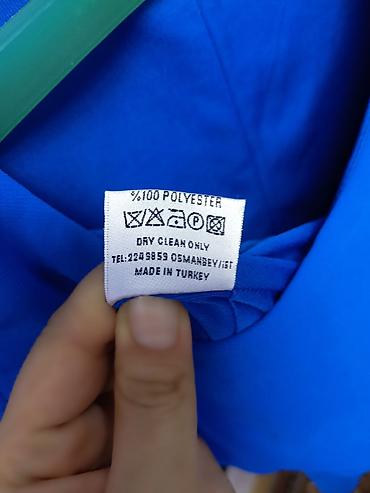 %100 POLYESTER
P
DRY CLEAN ONLY
TEL:2249859 OSMANBEY/İST
MADE IN TURKEY